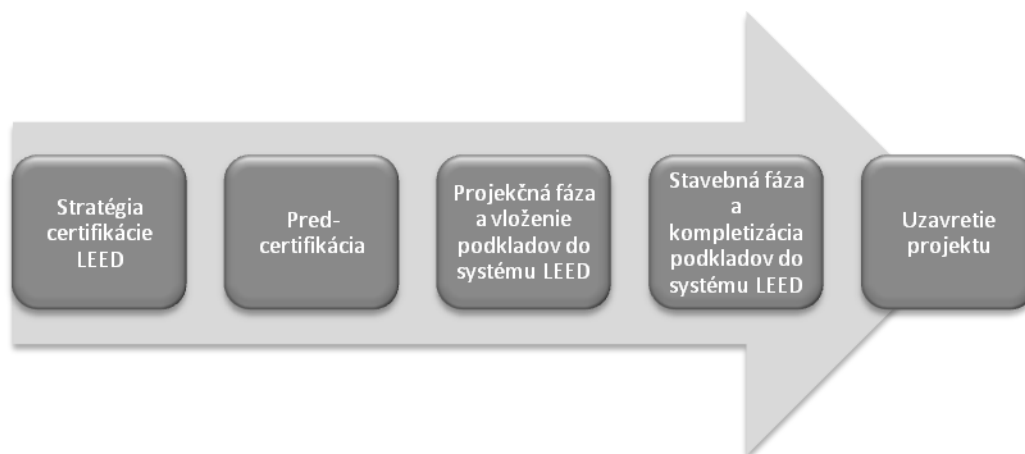 Stratégia
certifikácie
LEED
Pred-
certifikácia
Projekčná fáza
a vloženie
podkladov do
systému LEED
Stavebná fáza
a
kompletizácia
podkladov do
systému LEED
Uzavretie
projektu